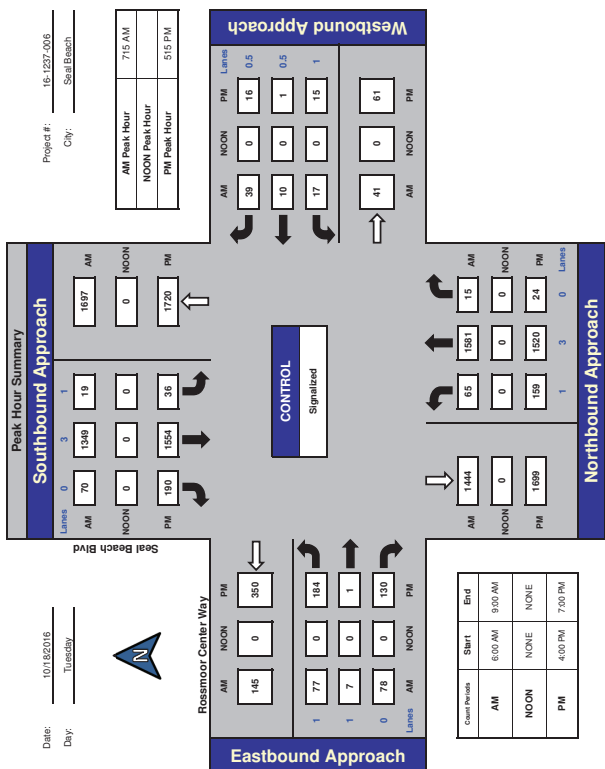 Peak Hour Summary
Date: 10/18/2016
Day: Tuesday
Project #: 16-1237-006
City: Seal Beach
N
Southbound Approach
Lanes 0 3 1
AM 70 1349 19 1697 AM
NOON 0 0 0 0 NOON
PM 190 1554 36 1720 PM
Seal Beach Blvd
AM Peak Hour 715 AM
NOON Peak Hour
PM Peak Hour 515 PM
Rossmoor Center Way
AM NOON PM
145 0 350
1 77 0 184
1 7 0 1
0 78 0 130
Lanes AM NOON PM
Eastbound Approach
CONTROL
Signalized
Westbound Approach
AM NOON PM Lanes
39 0 16 0.5
10 0 1 0.5
17 0 15 1
41 0 61
AM NOON PM
Count Periods Start End
AM 6:00 AM 9:00 AM
NOON NONE NONE
PM 4:00 PM 7:00 PM
AM 1444 65 1581 15 AM
NOON 0 0 0 0 NOON
PM 1699 159 1520 24 PM
1 3 0 Lanes
Northbound Approach